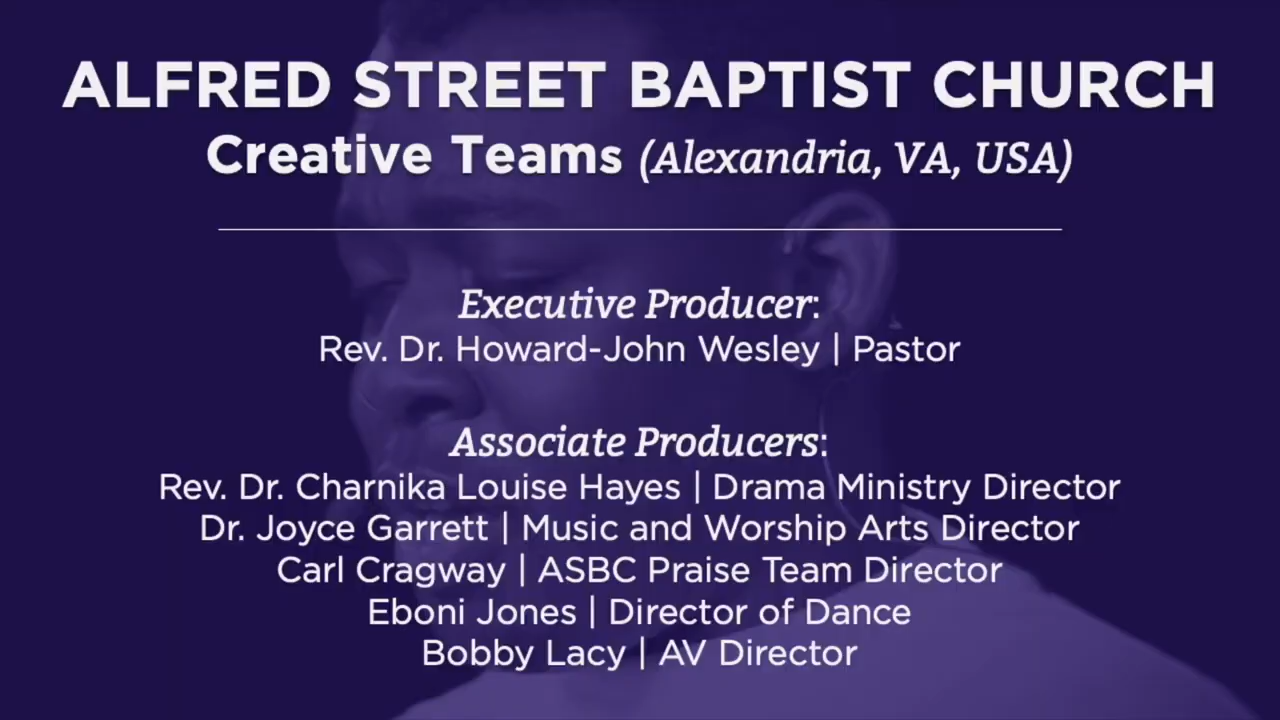 ALFRED STREET BAPTIST CHURCH
Creative Teams (Alexandria, VA, USA)
Executive Producer:
Rev. Dr. Howard-John Wesley | Pastor
Associate Producers:
Rev. Dr. Charnika Louise Hayes | Drama Ministry Director
Dr. Joyce Garrett | Music and Worship Arts Director
Carl Cragway | ASBC Praise Team Director
Eboni Jones | Director of Dance
Bobby Lacy | AV Director